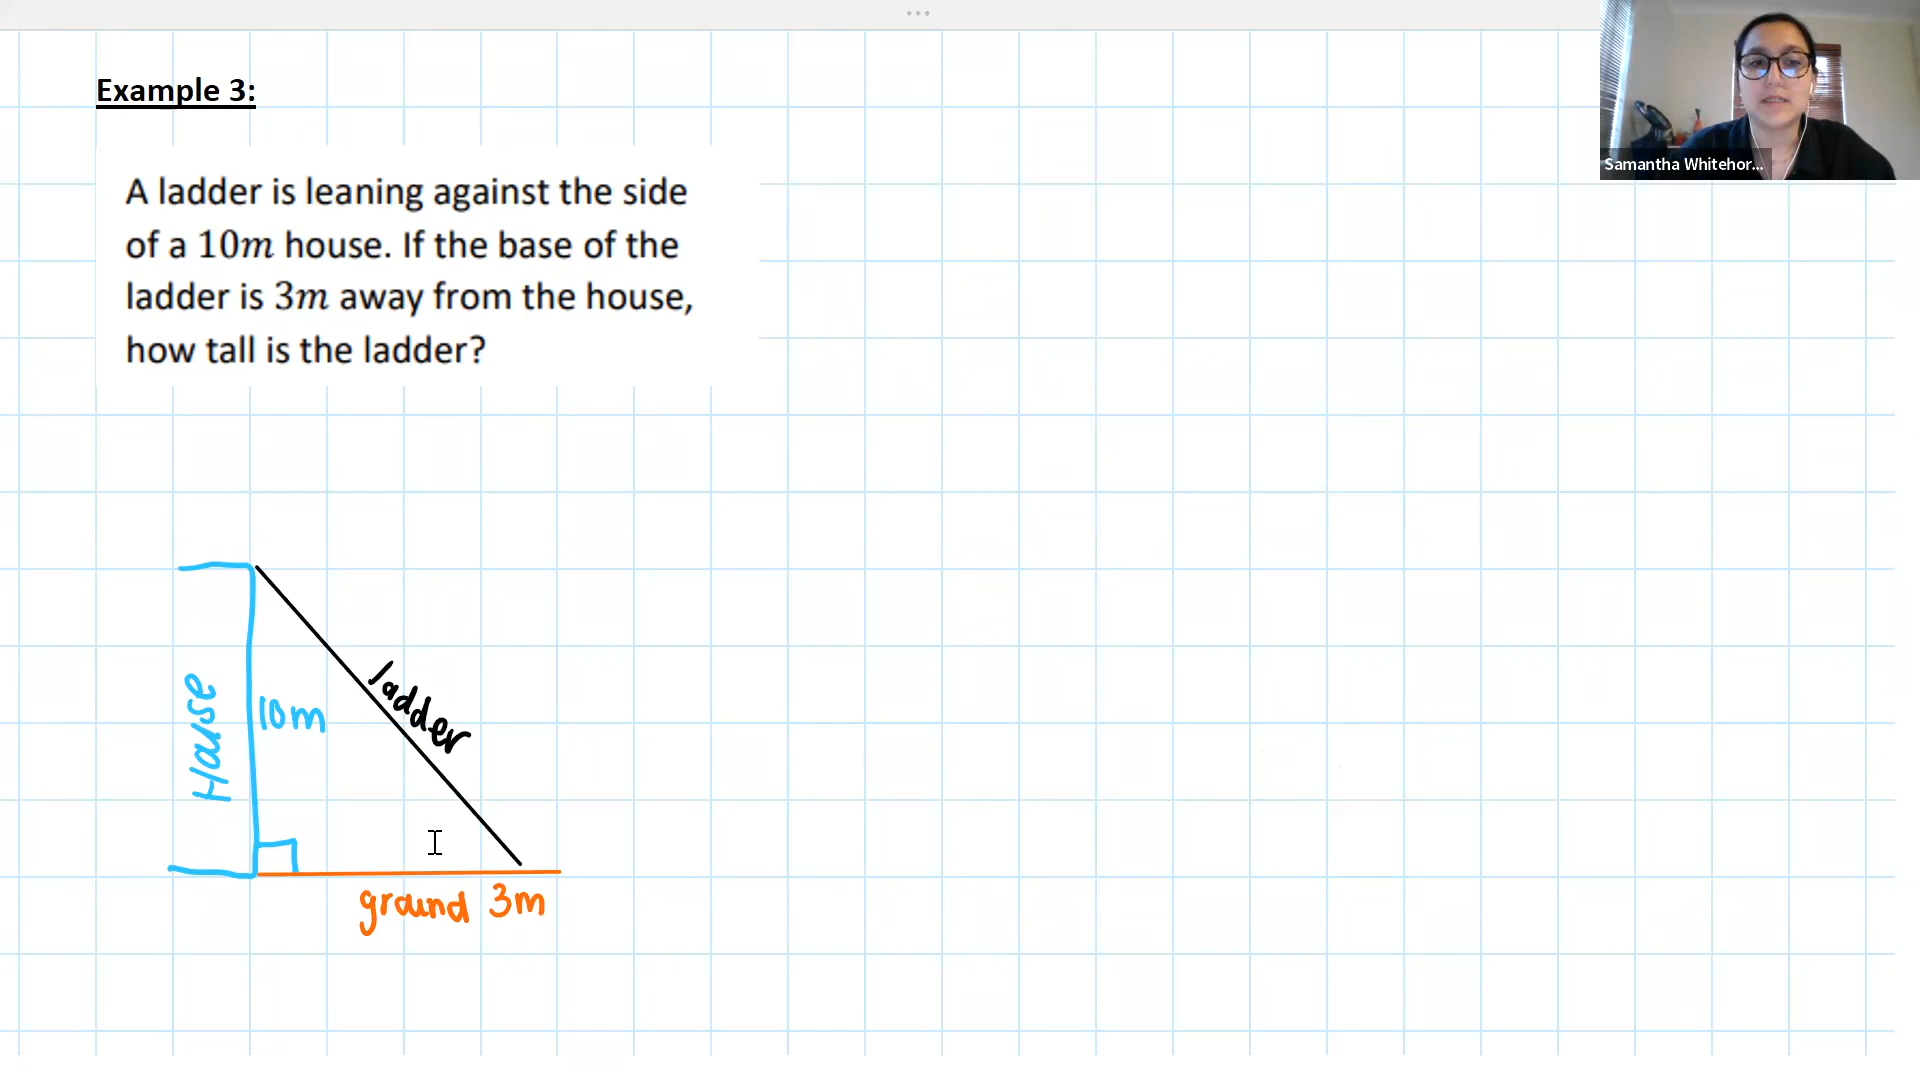 Example 3:
A ladder is leaning against the side
of a 10m house. If the base of the
ladder is 3m away from the house,
how tall is the ladder?
Samantha Whitehor...
House
10m
ladder
ground 3m